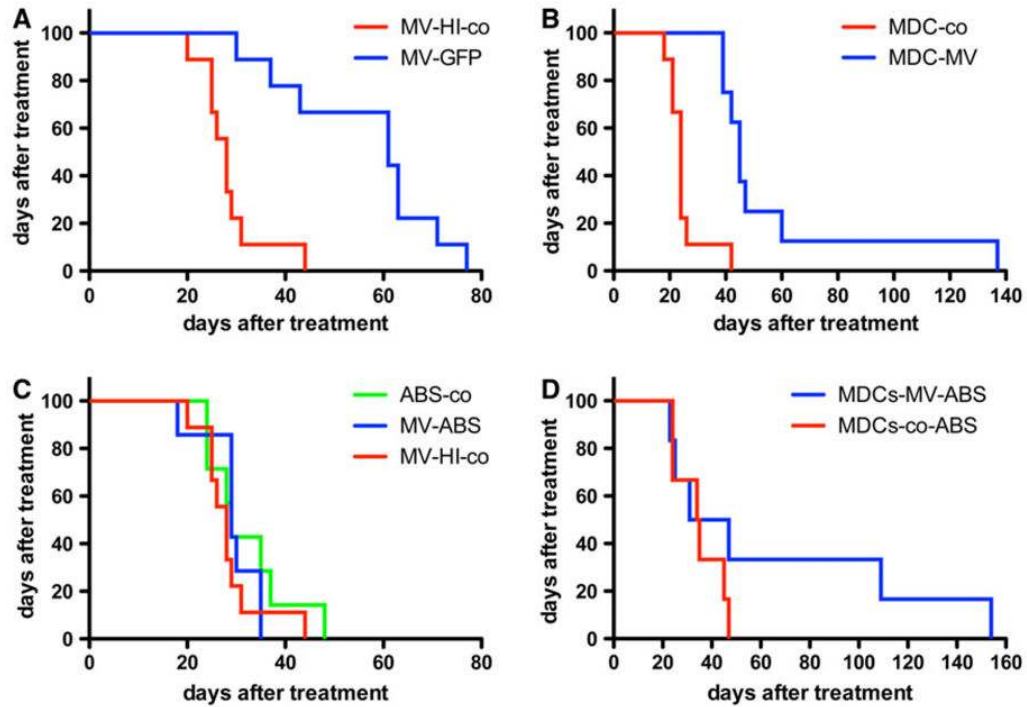 A
MV-HI-co
MV-GFP
days after treatment
100
80
60
40
20
0
0 20 40 60 80
days after treatment
B
MDC-co
MDC-MV
days after treatment
100
80
60
40
20
0
0 20 40 60 80 100 120 140
days after treatment
C
ABS-co
MV-ABS
MV-HI-co
days after treatment
100
80
60
40
20
0
0 20 40 60 80
days after treatment
D
MDCs-MV-ABS
MDCs-co-ABS
days after treatment
100
80
60
40
20
0
0 20 40 60 80 100 120 140 160
days after treatment